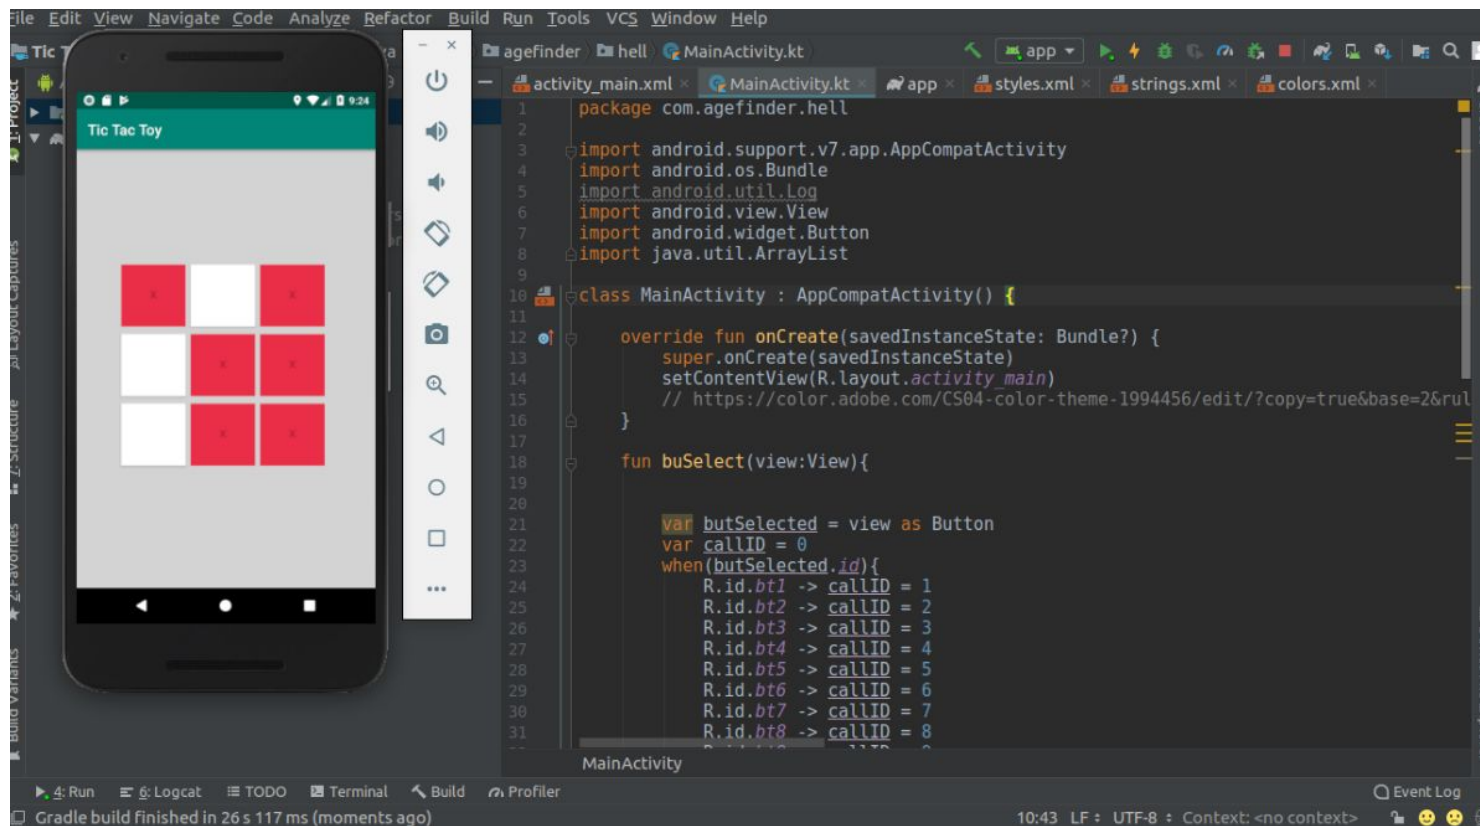 File Edit View Navigate Code Analyze Refactor Build Run Tools VCS Window Help
Tic
agefinder hell MainActivity.kt
app
activity_main.xml MainActivity.kt app styles.xml strings.xml colors.xml
9:24
Tic Tac Toy
X X
X X
X X
1: Project
Layout Captures
7: Structure
2: Favorites
Build Variants
1 package com.agefinder.hell
2
3 import android.support.v7.app.AppCompatActivity
4 import android.os.Bundle
5 import android.util.Log
6 import android.view.View
7 import android.widget.Button
8 import java.util.ArrayList
9
10 class MainActivity : AppCompatActivity() {
11
12 override fun onCreate(savedInstanceState: Bundle?) {
13 super.onCreate(savedInstanceState)
14 setContentView(R.layout.activity_main)
15 // https://color.adobe.com/CS04-color-theme-1994456/edit/?copy=true&base=2&rul
16 }
17
18 fun buSelect(view:View){
19
20
21 var butSelected = view as Button
22 var callID = 0
23 when(butSelected.id){
24 R.id.bt1 -> callID = 1
25 R.id.bt2 -> callID = 2
26 R.id.bt3 -> callID = 3
27 R.id.bt4 -> callID = 4
28 R.id.bt5 -> callID = 5
29 R.id.bt6 -> callID = 6
30 R.id.bt7 -> callID = 7
31 R.id.bt8 -> callID = 8
MainActivity
4: Run 6: Logcat TODO Terminal Build Profiler Event Log
Gradle build finished in 26 s 117 ms (moments ago) 10:43 LF UTF-8 Context: <no context>